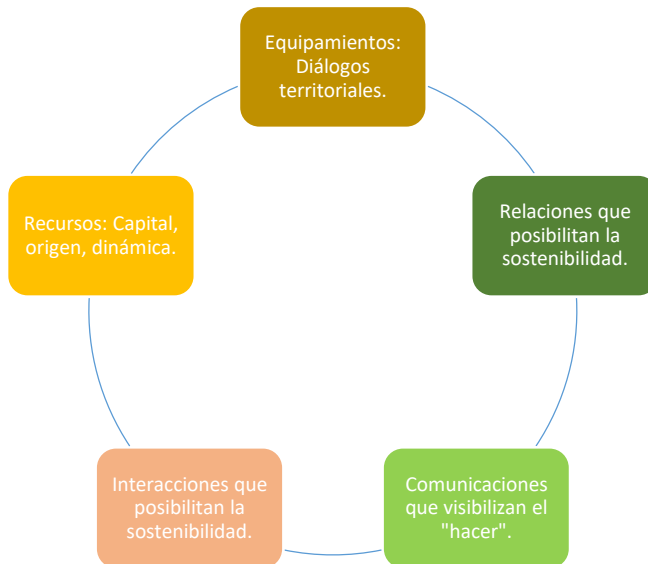 Equipamientos:
Diálogos
territoriales.
Relaciones que
posibilitan la
sostenibilidad.
Comunicaciones
que visibilizan el
"hacer".
Interacciones que
posibilitan la
sostenibilidad.
Recursos: Capital,
origen, dinámica.